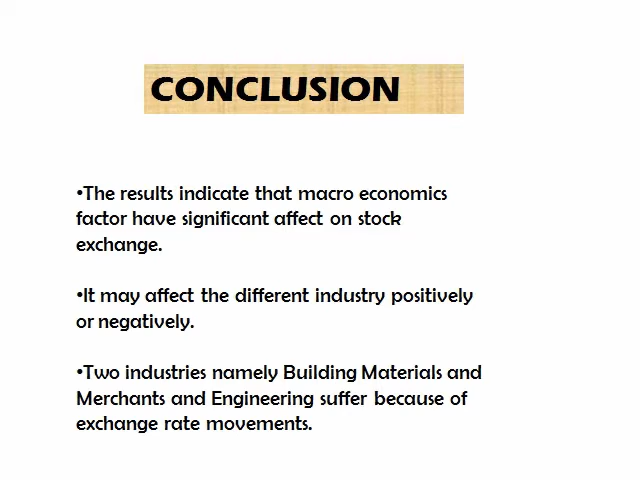 CONCLUSION
•The results indicate that macro economics
factor have significant affect on stock
exchange.
•It may affect the different industry positively
or negatively.
•Two industries namely Building Materials and
Merchants and Engineering suffer because of
exchange rate movements.